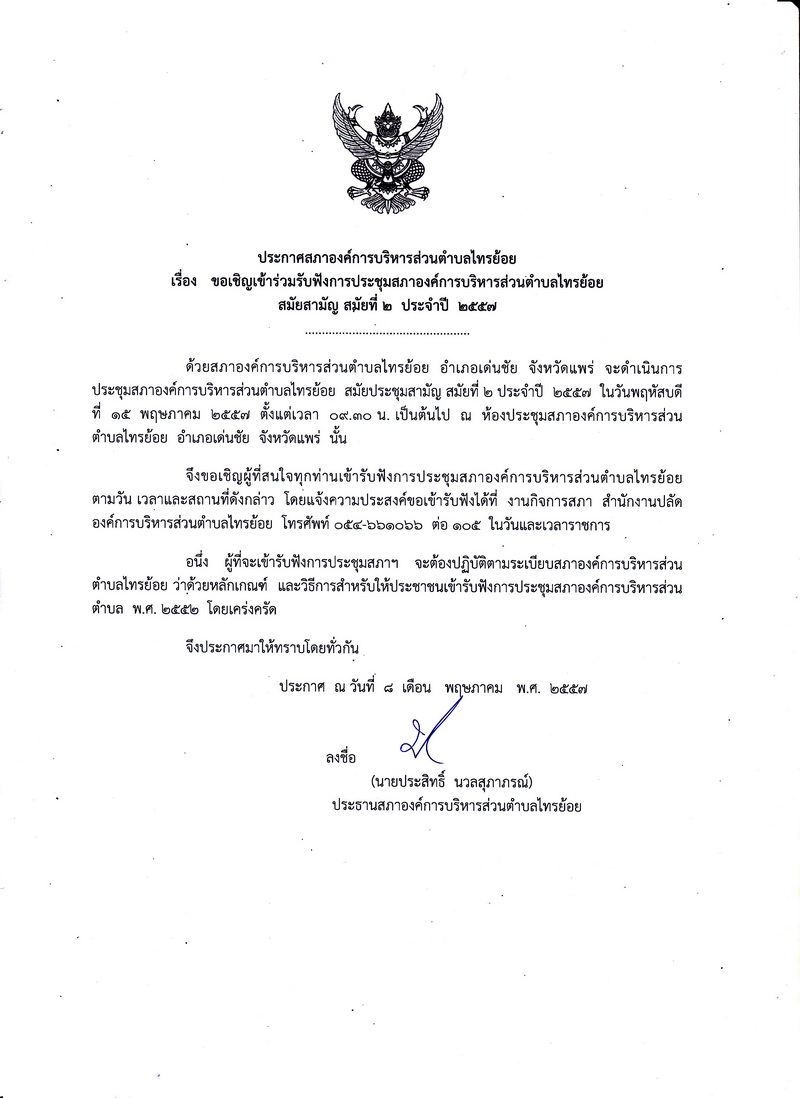 ประกาศสภาองค์การบริหารส่วนตำบลไทรย้อย
เรื่อง ขอเชิญเข้าร่วมรับฟังการประชุมสภาองค์การบริหารส่วนตำบลไทรย้อย
สมัยสามัญ สมัยที่ ๒ ประจำปี ๒๕๕๗
................................................
ด้วยสภาองค์การบริหารส่วนตำบลไทรย้อย อำเภอเด่นชัย จังหวัดแพร่ จะดำเนินการ
ประชุมสภาองค์การบริหารส่วนตำบลไทรย้อย สมัยประชุมสามัญ สมัยที่ ๒ ประจำปี ๒๕๕๗ ในวันพฤหัสบดี
ที่ ๑๕ พฤษภาคม ๒๕๕๗ ตั้งแต่เวลา ๐๙.๓๐ น. เป็นต้นไป ณ ห้องประชุมสภาองค์การบริหารส่วน
ตำบลไทรย้อย อำเภอเด่นชัย จังหวัดแพร่ นั้น
จึงขอเชิญผู้ที่สนใจทุกท่านเข้ารับฟังการประชุมสภาองค์การบริหารส่วนตำบลไทรย้อย
ตามวัน เวลาและสถานที่ดังกล่าว โดยแจ้งความประสงค์ขอเข้ารับฟังได้ที่ งานกิจการสภา สำนักงานปลัด
องค์การบริหารส่วนตำบลไทรย้อย โทรศัพท์ ๐๕๔-๖๖๑๐๖๖ ต่อ ๑๐๕ ในวันและเวลาราชการ
อนึ่ง ผู้ที่จะเข้ารับฟังการประชุมสภาฯ จะต้องปฏิบัติตามระเบียบสภาองค์การบริหารส่วน
ตำบลไทรย้อย ว่าด้วยหลักเกณฑ์ และวิธีการสำหรับให้ประชาชนเข้ารับฟังการประชุมสภาองค์การบริหารส่วน
ตำบล พ.ศ. ๒๕๕๒ โดยเคร่งครัด
จึงประกาศมาให้ทราบโดยทั่วกัน
ประกาศ ณ วันที่ ๘ เดือน พฤษภาคม พ.ศ. ๒๕๕๗
ลงชื่อ
(นายประสิทธิ์ นวลสุภาภรณ์)
ประธานสภาองค์การบริหารส่วนตำบลไทรย้อย